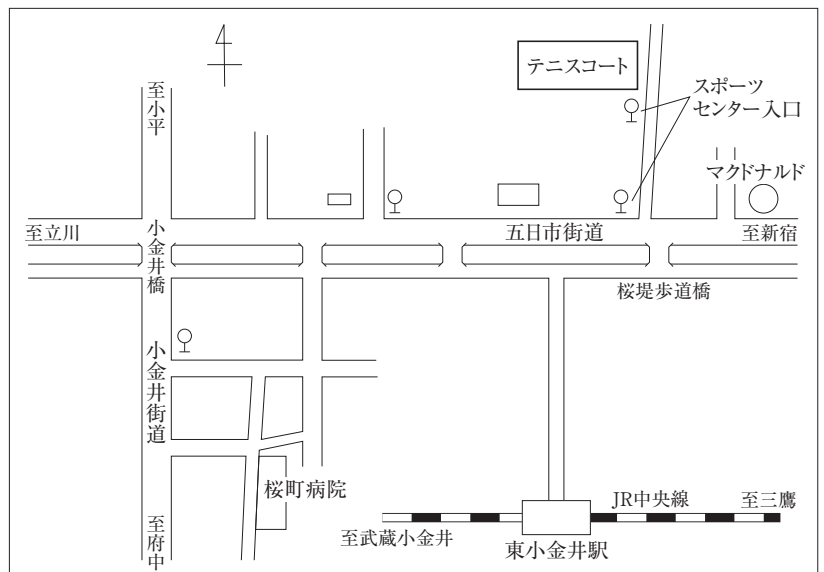 テニスコート
スポーツ
センター入口
マクドナルド
至小平
至立川
小金井橋
五日市街道
至新宿
桜堤歩道橋
小金井街道
桜町病院
JR中央線
至三鷹
至武蔵小金井
東小金井駅
至府中